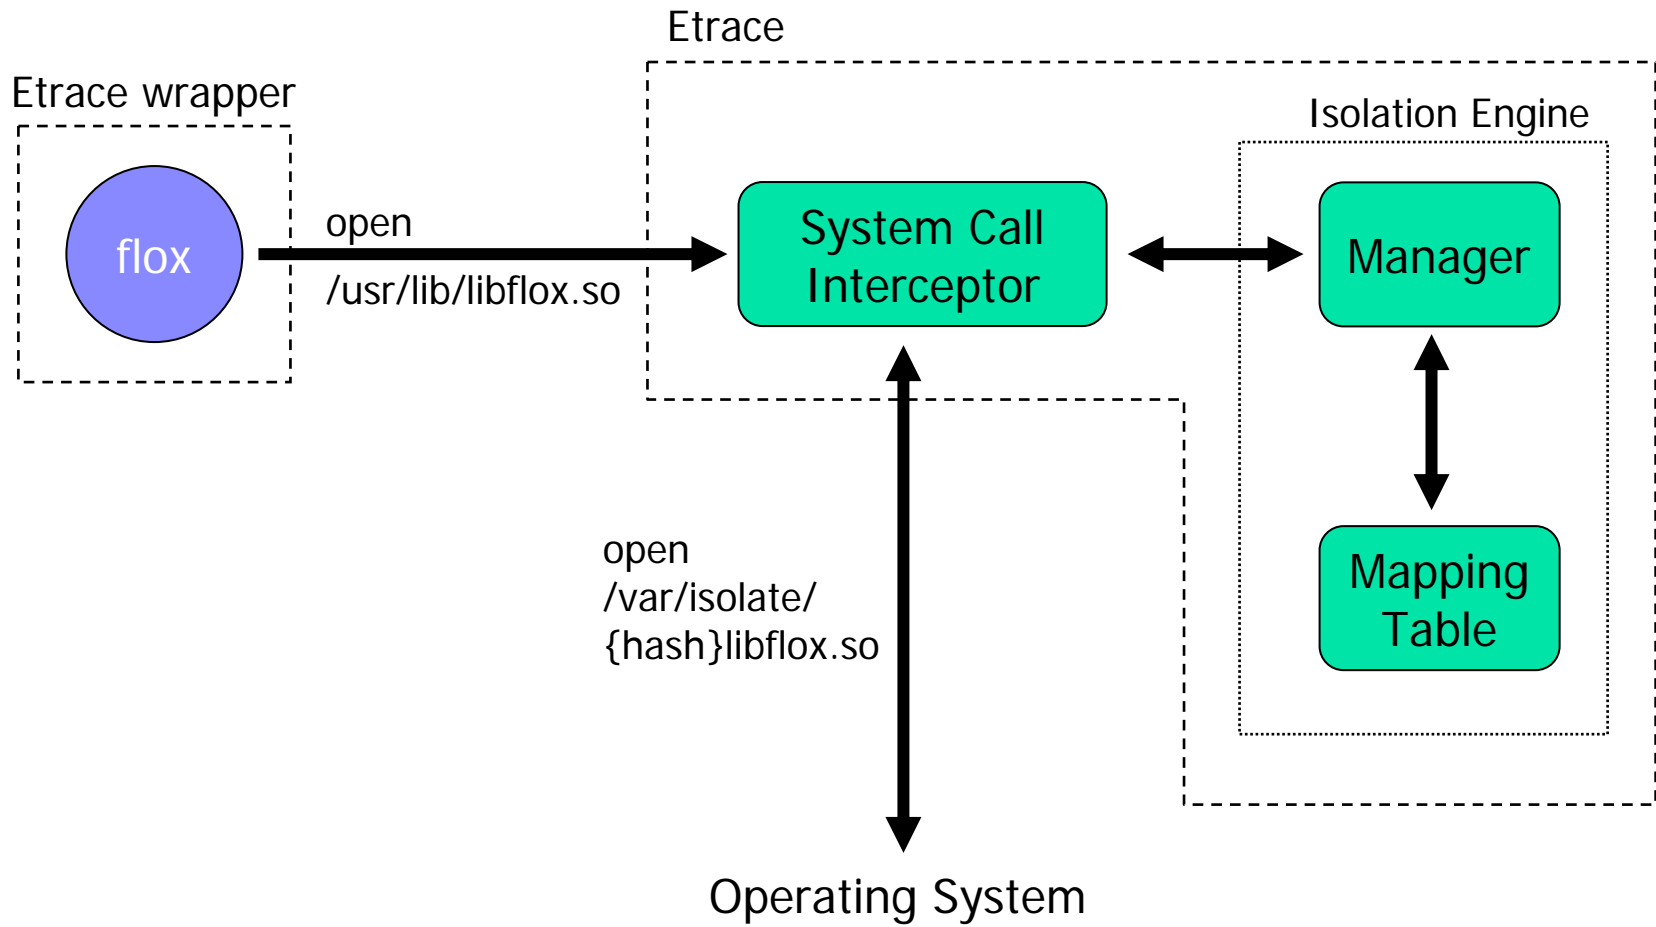 Etrace
Etrace wrapper
Isolation Engine
flox
open
/usr/lib/libflox.so
System Call
Interceptor
Manager
open
/var/isolate/
{hash}libflox.so
Mapping
Table
Operating System